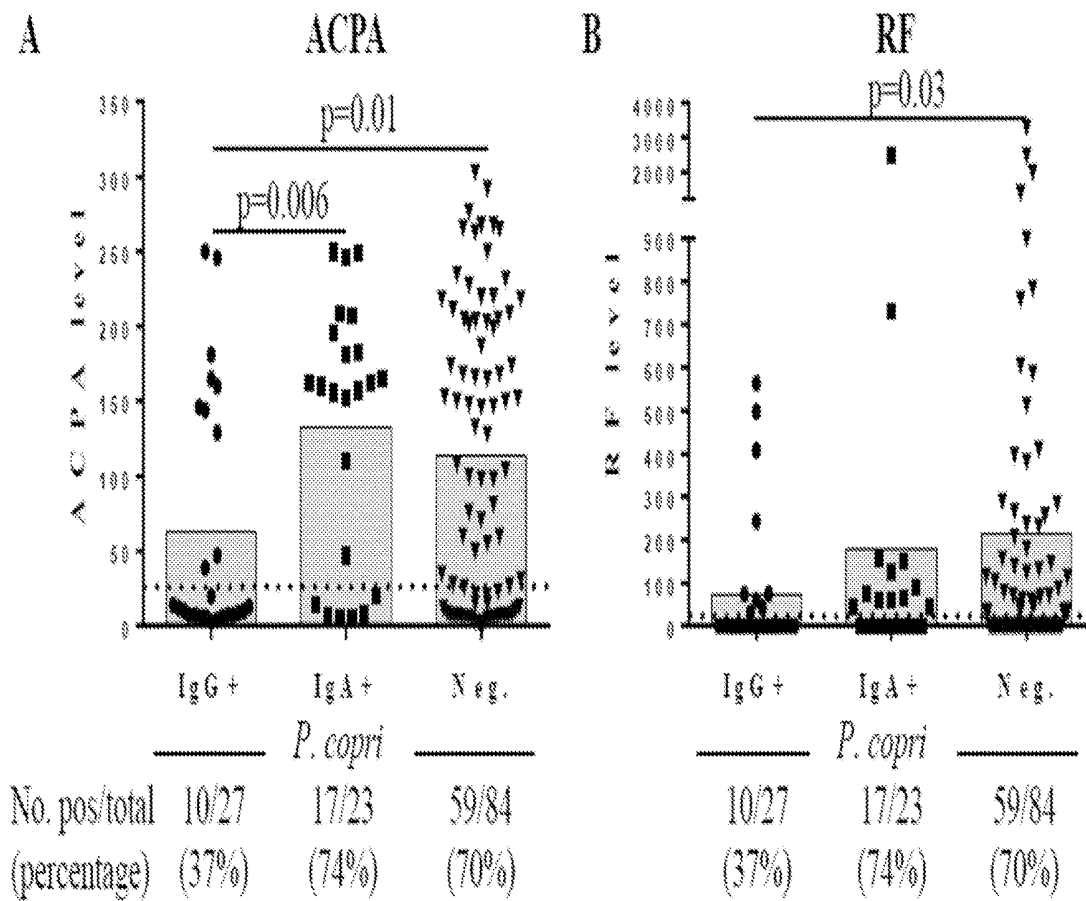 A ACPA B RF
350
300
250
200
150
100
50
0
ACPA level
p=0.01
p=0.006
4000
3000
2000
900
800
700
600
500
400
300
200
100
0
RF level
p=0.03
IgG+ IgA+ Neg. IgG+ IgA+ Neg.
P. copri P. copri
No. pos/total 10/27 17/23 59/84 10/27 17/23 59/84
(percentage) (37%) (74%) (70%) (37%) (74%) (70%)